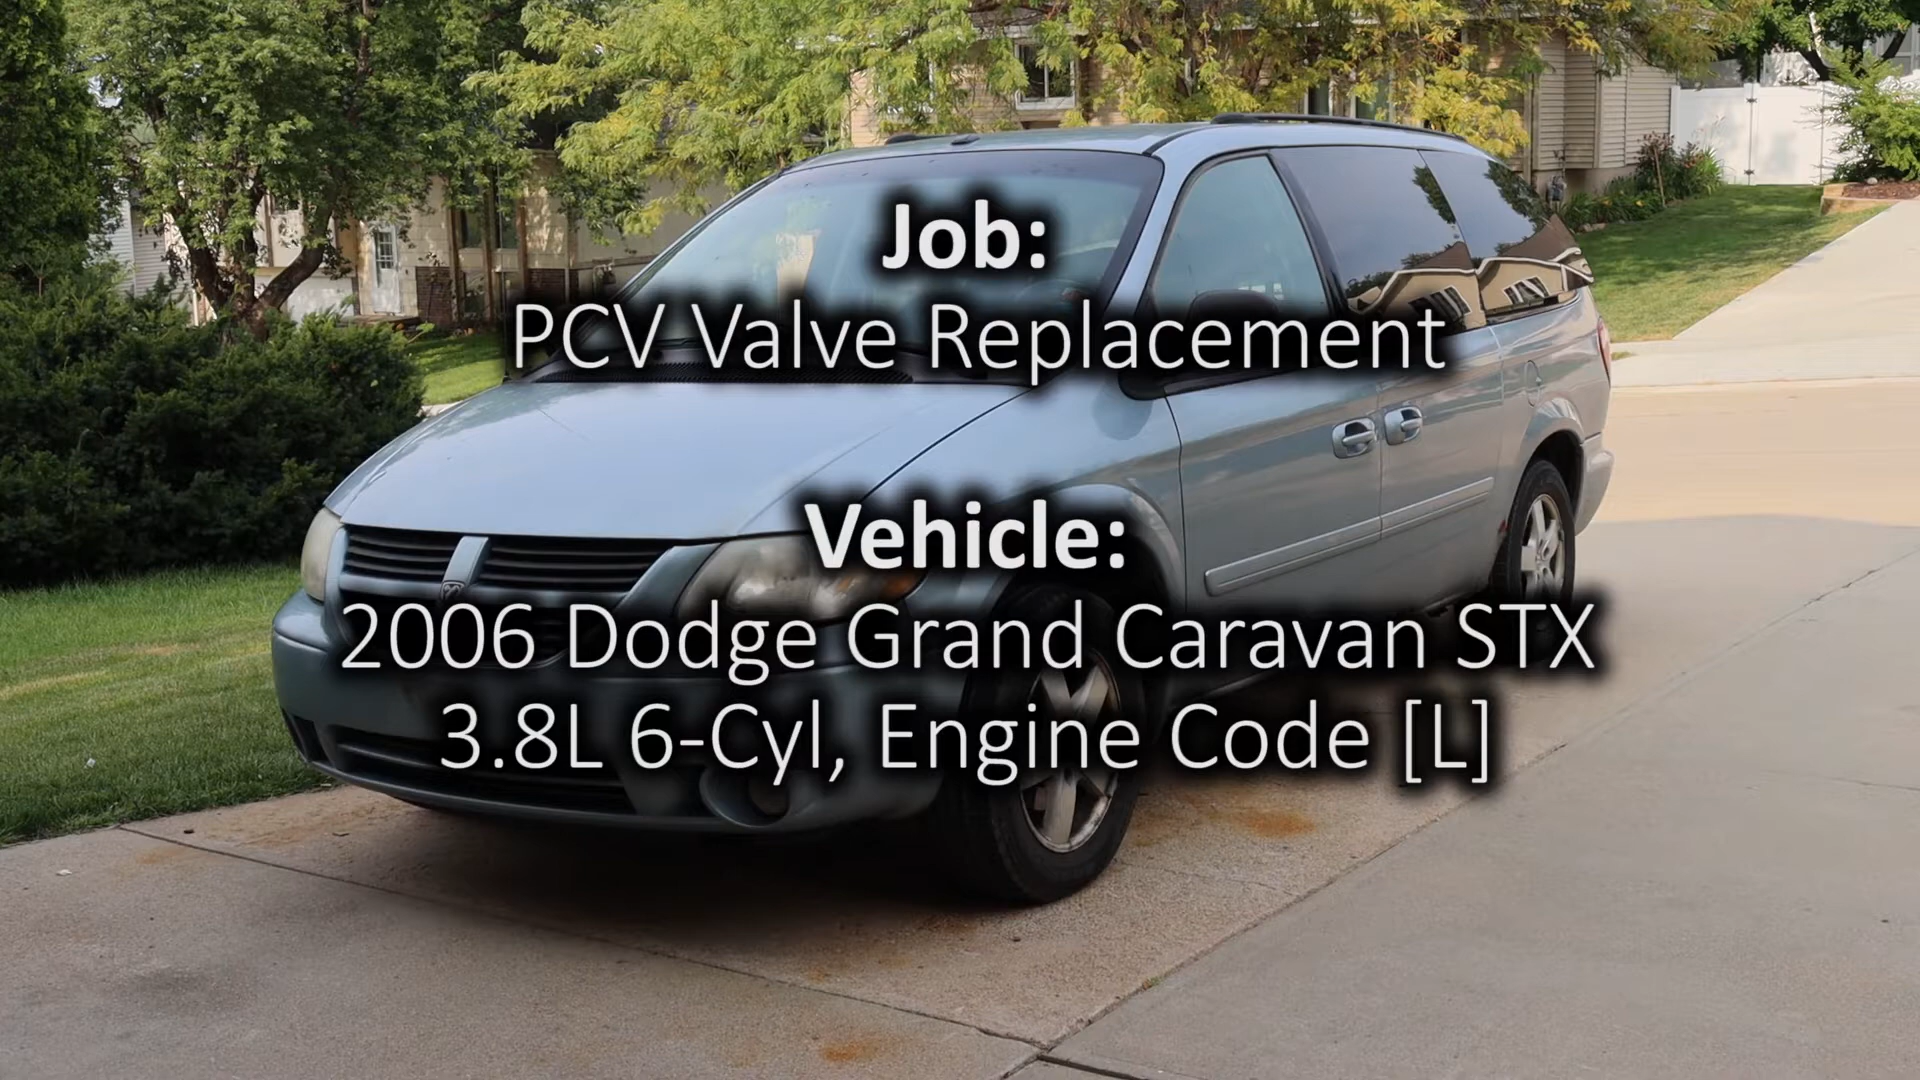 Job:
PCV Valve Replacement
Vehicle:
2006 Dodge Grand Caravan STX
3.8L 6-Cyl, Engine Code [L]